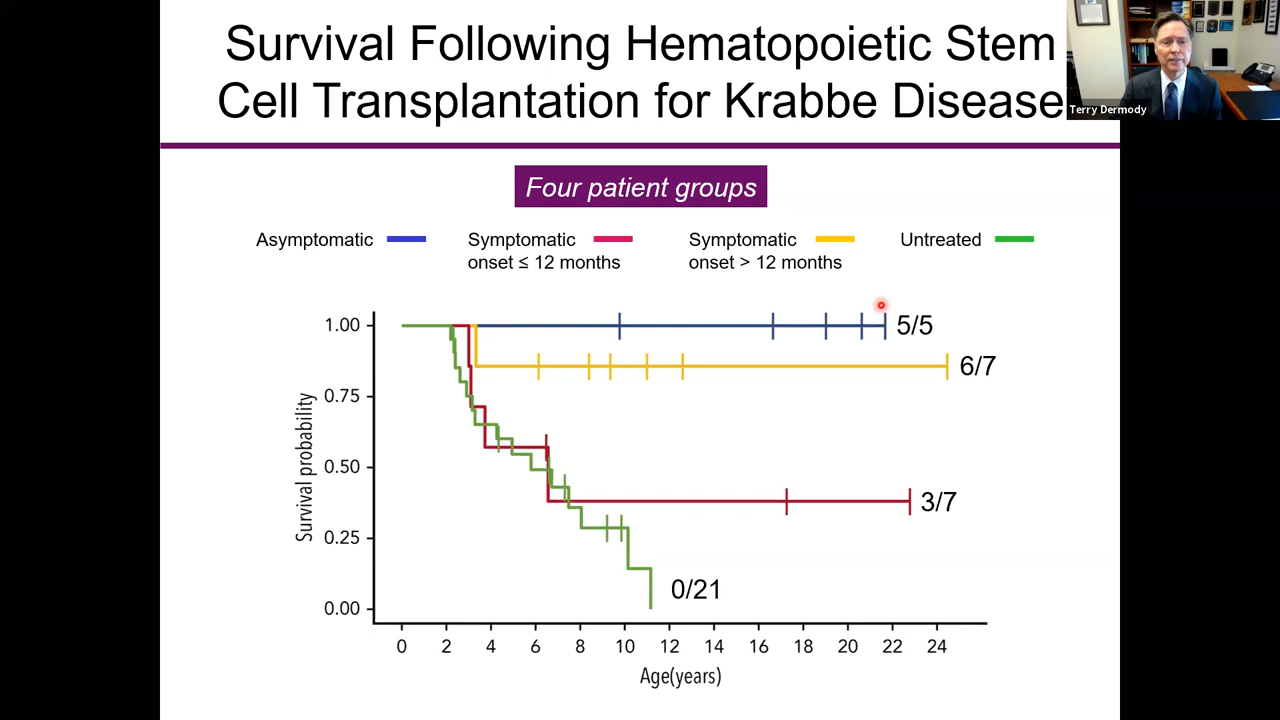 Survival Following Hematopoietic Stem
Cell Transplantation for Krabbe Disease
Terry Dermody
Four patient groups
Asymptomatic
Symptomatic
onset ≤ 12 months
Symptomatic
onset > 12 months
Untreated
Survival probability
1.00
0.75
0.50
0.25
0.00
5/5
6/7
3/7
0/21
0 2 4 6 8 10 12 14 16 18 20 22 24
Age(years)